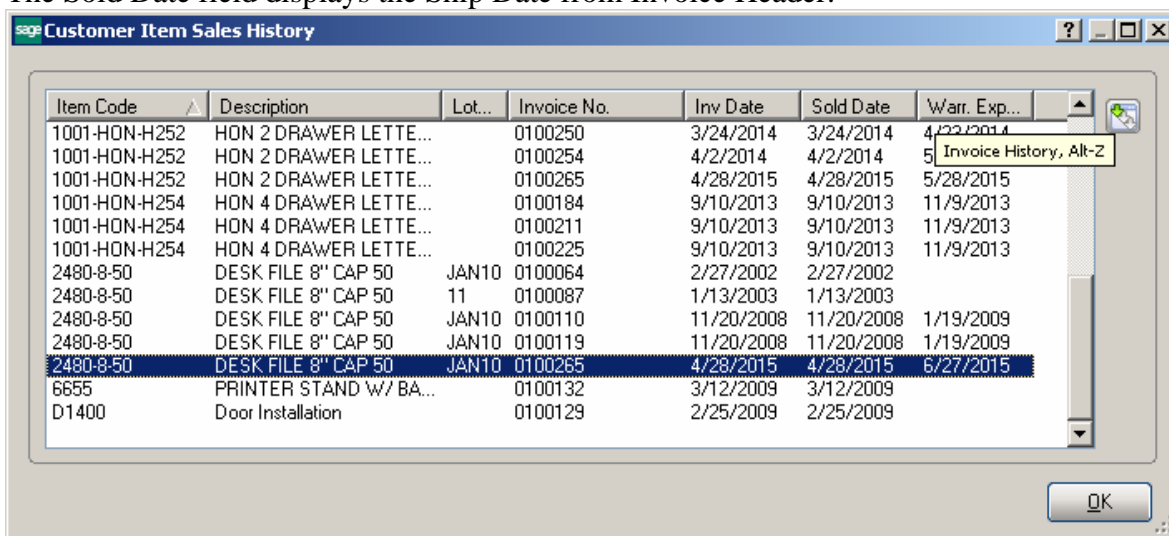 The Sold Date field displays the Ship Date from Invoice Header.
sage Customer Item Sales History ? _ □ X
Item Code Description Lot... Invoice No. Inv Date Sold Date Warr. Exp...
1001-HON-H252 HON 2 DRAWER LETTE... 0100250 3/24/2014 3/24/2014 4/23/2014
1001-HON-H252 HON 2 DRAWER LETTE... 0100254 4/2/2014 4/2/2014 5 Invoice History, Alt-Z
1001-HON-H252 HON 2 DRAWER LETTE... 0100265 4/28/2015 4/28/2015 5/28/2015
1001-HON-H254 HON 4 DRAWER LETTE... 0100184 9/10/2013 9/10/2013 11/9/2013
1001-HON-H254 HON 4 DRAWER LETTE... 0100211 9/10/2013 9/10/2013 11/9/2013
1001-HON-H254 HON 4 DRAWER LETTE... 0100225 9/10/2013 9/10/2013 11/9/2013
2480-8-50 DESK FILE 8" CAP 50 JAN10 0100064 2/27/2002 2/27/2002
2480-8-50 DESK FILE 8" CAP 50 11 0100087 1/13/2003 1/13/2003
2480-8-50 DESK FILE 8" CAP 50 JAN10 0100110 11/20/2008 11/20/2008 1/19/2009
2480-8-50 DESK FILE 8" CAP 50 JAN10 0100119 11/20/2008 11/20/2008 1/19/2009
2480-8-50 DESK FILE 8" CAP 50 JAN10 0100265 4/28/2015 4/28/2015 6/27/2015
6655 PRINTER STAND W/ BA... 0100132 3/12/2009 3/12/2009
D1400 Door Installation 0100129 2/25/2009 2/25/2009
OK